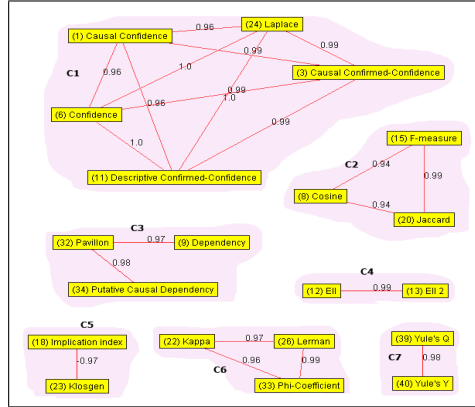 (1) Causal Confidence
0.96
(24) Laplace
0.99
0.99
(3) Causal Confirmed-Confidence
C1
0.96
1.0
0.96
0.99
1.0
(6) Confidence
1.0
0.99
(11) Descriptive Confirmed-Confidence
(15) F-measure
C2
0.94
0.99
(8) Cosine
0.94
(20) Jaccard
C3
(32) Pavillon
0.97
(9) Dependency
0.98
(34) Putative Causal Dependency
C4
(12) EII
0.99
(13) EII 2
C5
(18) Implication index
-0.97
(23) Klosgen
(22) Kappa
0.97
(26) Lerman
0.96
0.99
C6
(33) Phi-Coefficient
(39) Yule's Q
C7
0.98
(40) Yule's Y